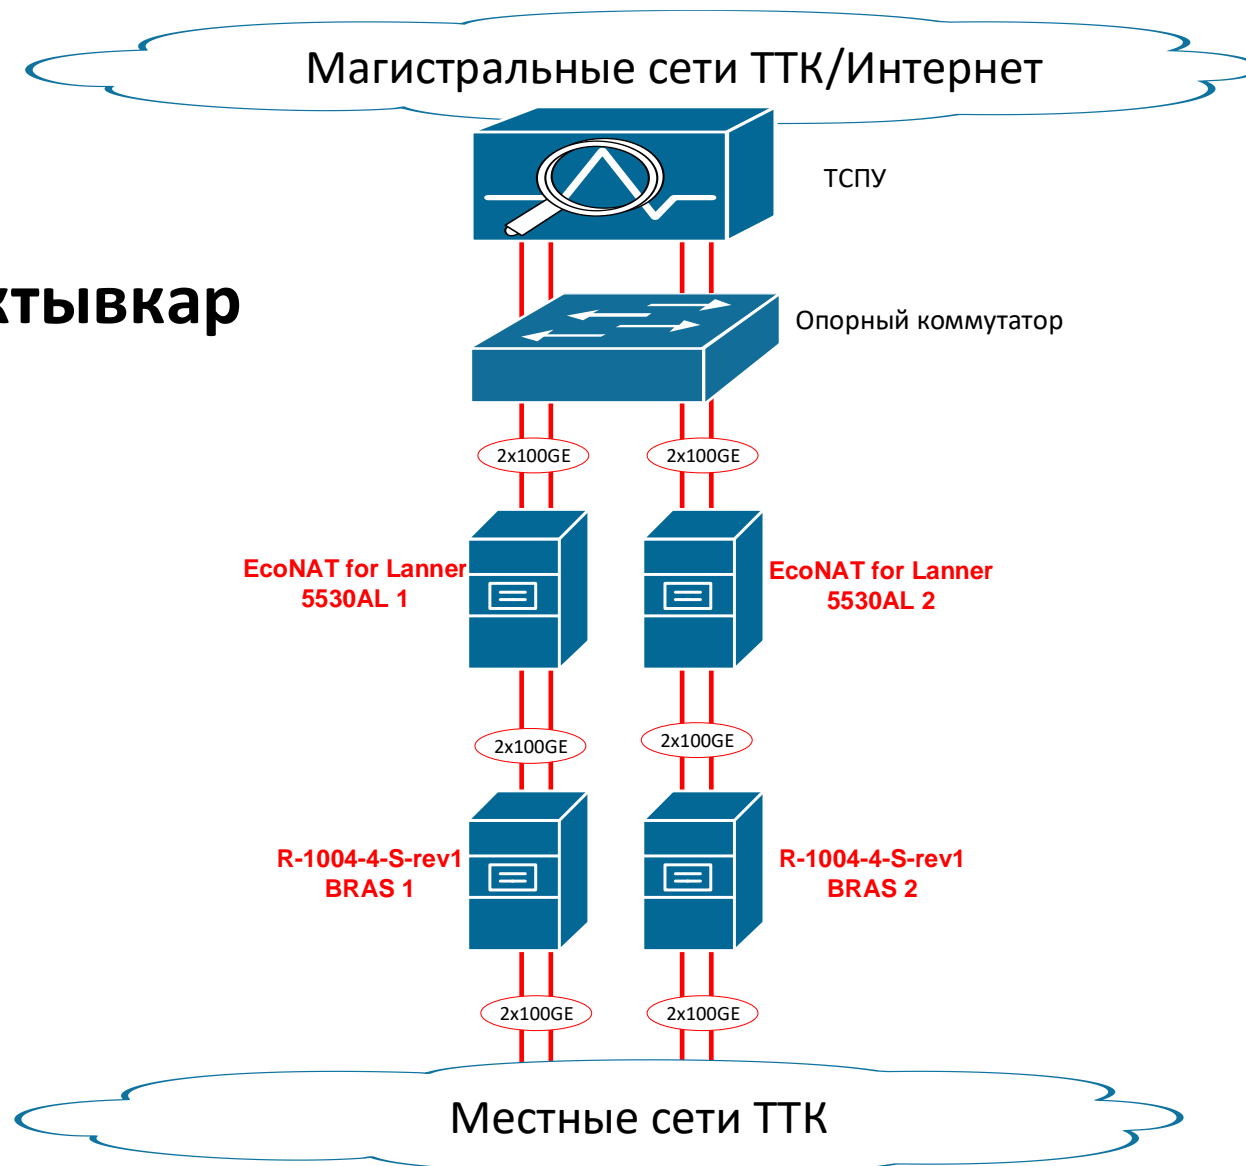 Магистральные сети ТТК/Интернет
ТСПУ
ктывкар
Опорный коммутатор
2x100GE
2x100GE
EcoNAT for Lanner
5530AL 1
EcoNAT for Lanner
5530AL 2
2x100GE
2x100GE
R-1004-4-S-rev1
BRAS 1
R-1004-4-S-rev1
BRAS 2
2x100GE
2x100GE
Местные сети ТТК